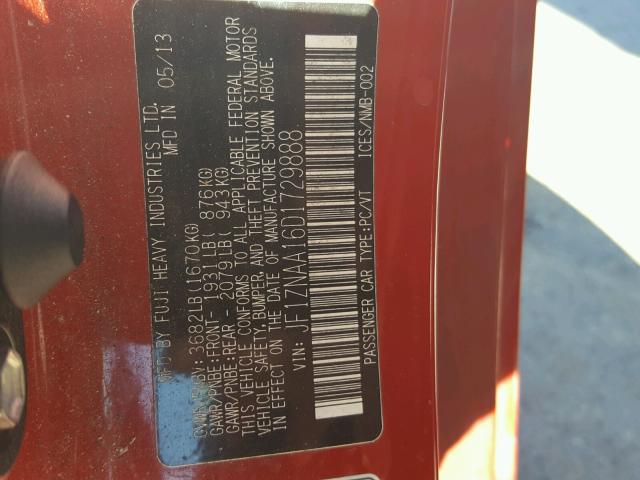 MFD BY FUJI HEAVY INDUSTRIES LTD.
MFD IN 05/13
GVWR/PNBV: 3682LB(1670KG)
GAWR/PNBE:FRONT- 1931LB( 876KG)
GAWR/PNBE:REAR - 2079LB( 943KG)
THIS VEHICLE CONFORMS TO ALL APPLICABLE FEDERAL MOTOR
VEHICLE SAFETY,BUMPER, AND THEFT PREVENTION STANDARDS
IN EFFECT ON THE DATE OF MANUFACTURE SHOWN ABOVE.
VIN: JF1ZNAA16D1729888
PASSENGER CAR TYPE:PC/VT ICES/NMB-002